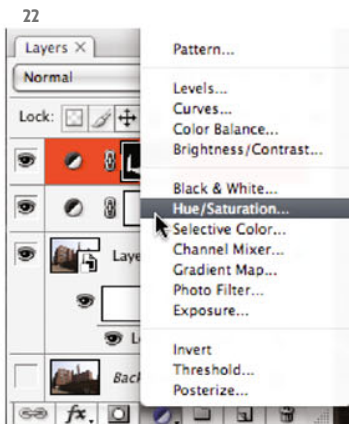 22
Layers ×
Pattern...
Normal
Levels...
Curves...
Lock:
Color Balance...
Brightness/Contrast...
Black & White...
Hue/Saturation...
Selective Color...
Laye
Channel Mixer...
Gradient Map...
Photo Filter...
Exposure...
L
Invert
Threshold...
Back
Posterize...
fx.